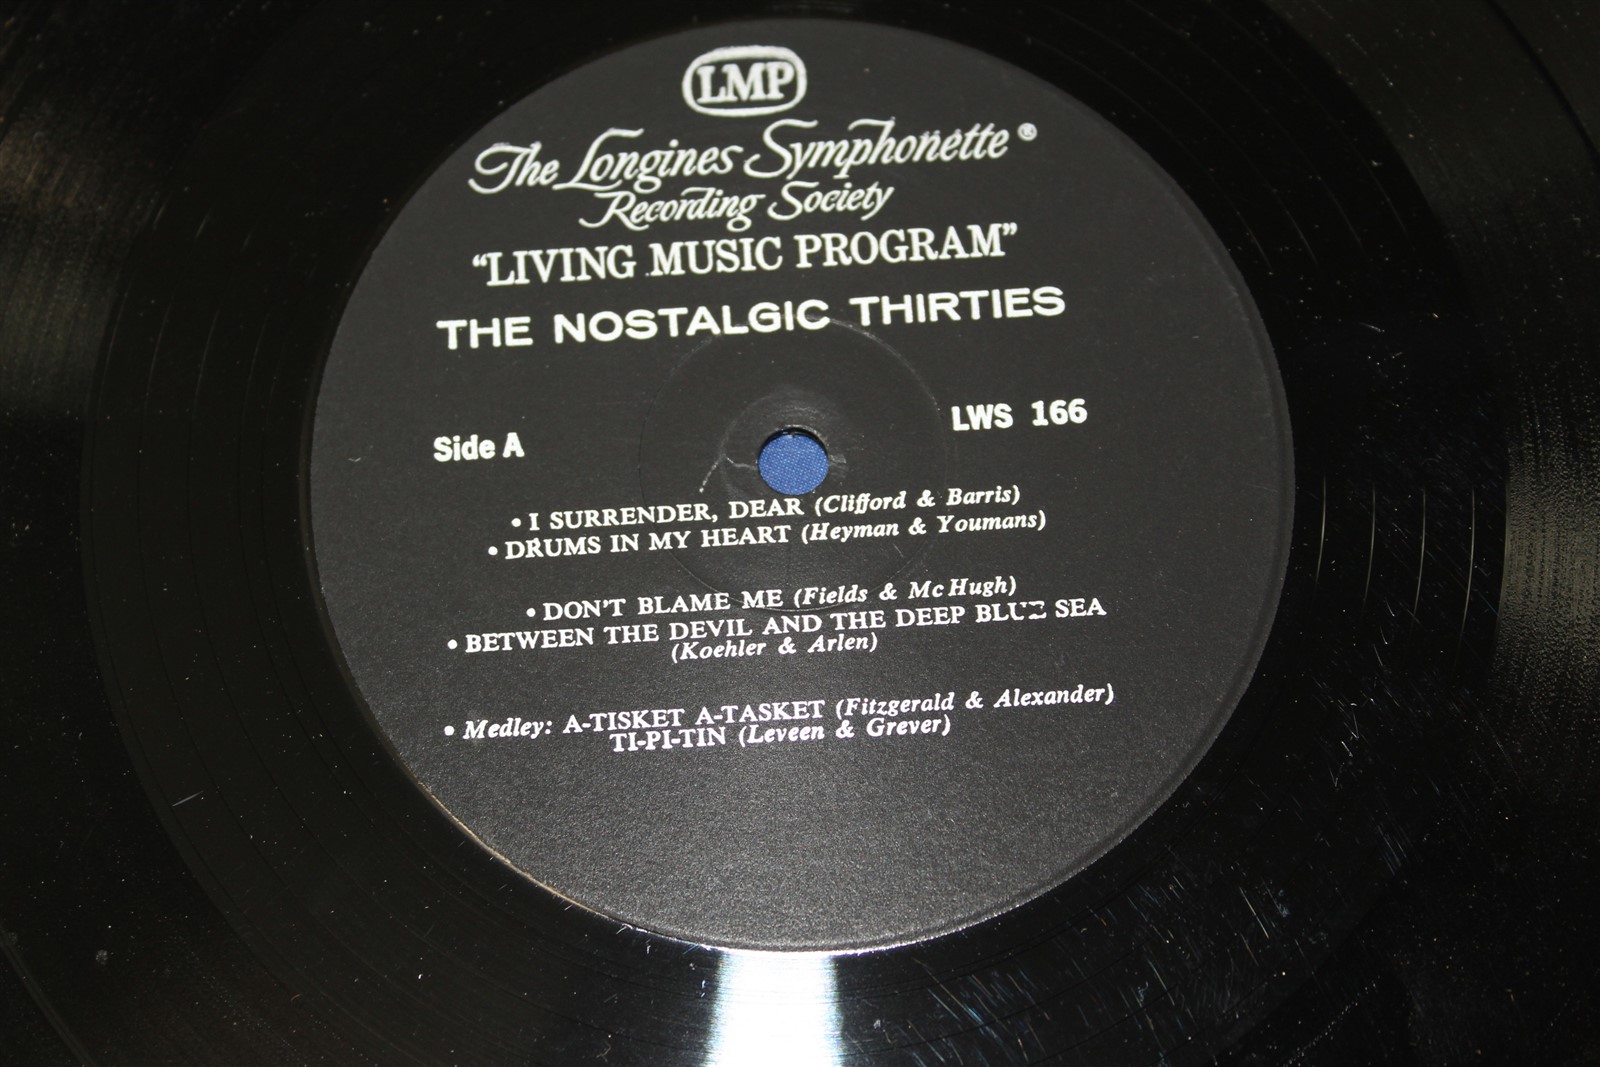 LMP
The Longines Symphonette ®
Recording Society
“LIVING MUSIC PROGRAM”
THE NOSTALGIC THIRTIES
Side A
LWS 166
• I SURRENDER, DEAR (Clifford & Barris)
• DRUMS IN MY HEART (Heyman & Youmans)
• DON'T BLAME ME (Fields & McHugh)
• BETWEEN THE DEVIL AND THE DEEP BLUE SEA
(Koehler & Arlen)
• Medley: A-TISKET A-TASKET (Fitzgerald & Alexander)
TI-PI-TIN (Leveen & Grever)